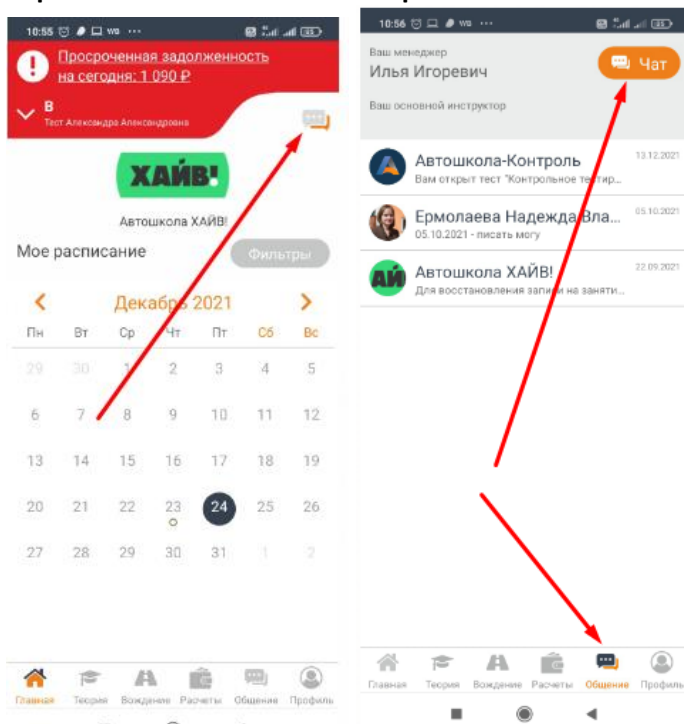 10:55
Просроченная задолженность
на сегодня: 1 090 ₽
В
Тест Александра Александровна
ХАЙВ!
Автошкола ХАЙВ!
Мое расписание
Фильтры
Декабрь 2021
Пн Вт Ср Чт Пт Сб Вс
29 30 1 2 3 4 5
6 7 8 9 10 11 12
13 14 15 16 17 18 19
20 21 22 23 24 25 26
27 28 29 30 31 1 2
Главная Теория Вождение Расчеты Общение Профиль
10:56
Ваш менеджер
Илья Игоревич
Чат
Ваш основной инструктор
Автошкола-Контроль 13.12.2021
Вам открыт тест "Контрольное тестир...
Ермолаева Надежда Вла... 05.10.2021
05.10.2021 - писать могу
АЙ
Автошкола ХАЙВ! 22.09.2021
Для восстановления записи на заняти...
Главная Теория Вождение Расчеты Общение Профиль